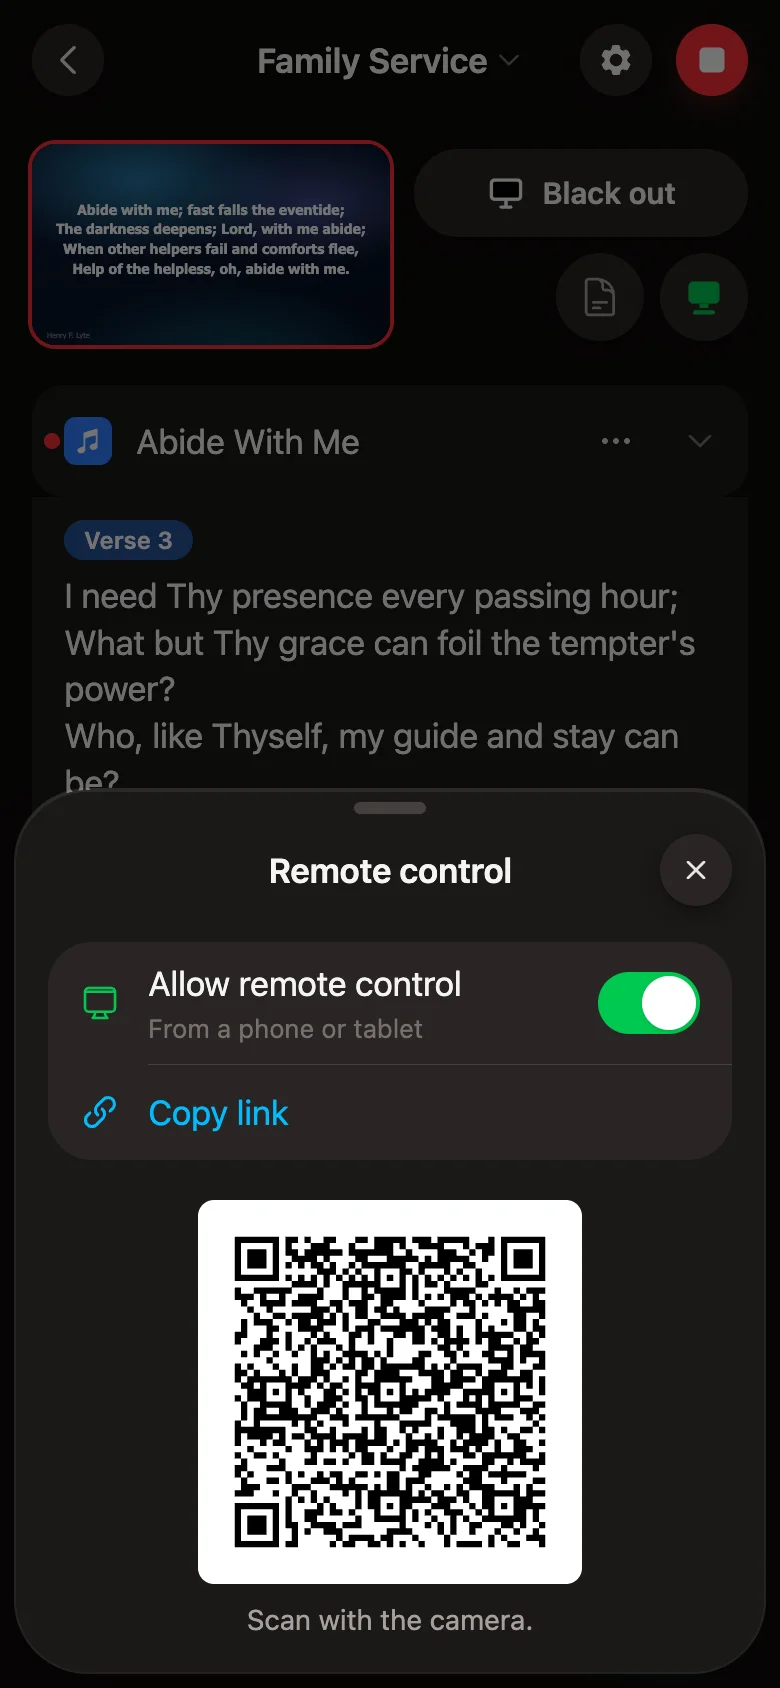 Family Service
Abide with me; fast falls the eventide;
The darkness deepens; Lord, with me abide;
When other helpers fail and comforts flee,
Help of the helpless, oh, abide with me.
Henry F. Lyte
Black out
Abide With Me
Verse 3
I need Thy presence every passing hour;
What but Thy grace can foil the tempter's
power?
Who, like Thyself, my guide and stay can
be?
Remote control
Allow remote control
From a phone or tablet
Copy link
Scan with the camera.